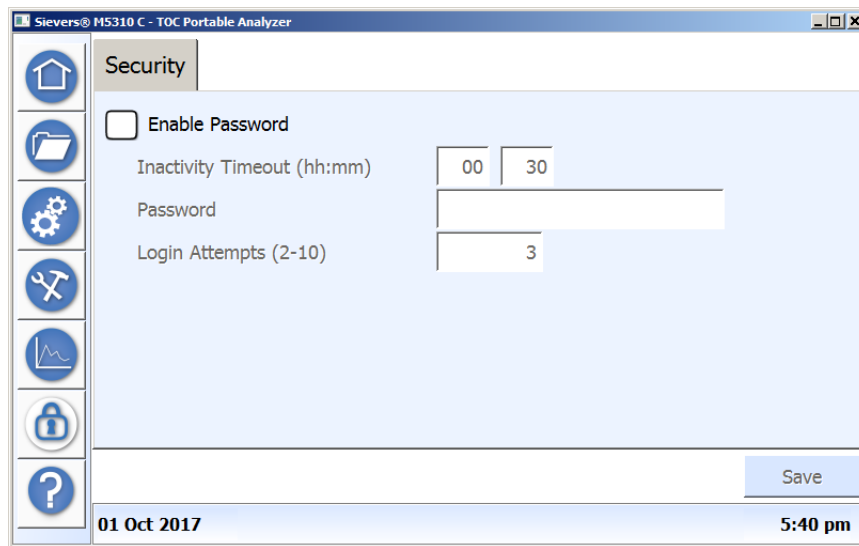 Sievers® M5310 C - TOC Portable Analyzer
Security
Enable Password
Inactivity Timeout (hh:mm) 00 30
Password
Login Attempts (2-10) 3
Save
01 Oct 2017 5:40 pm